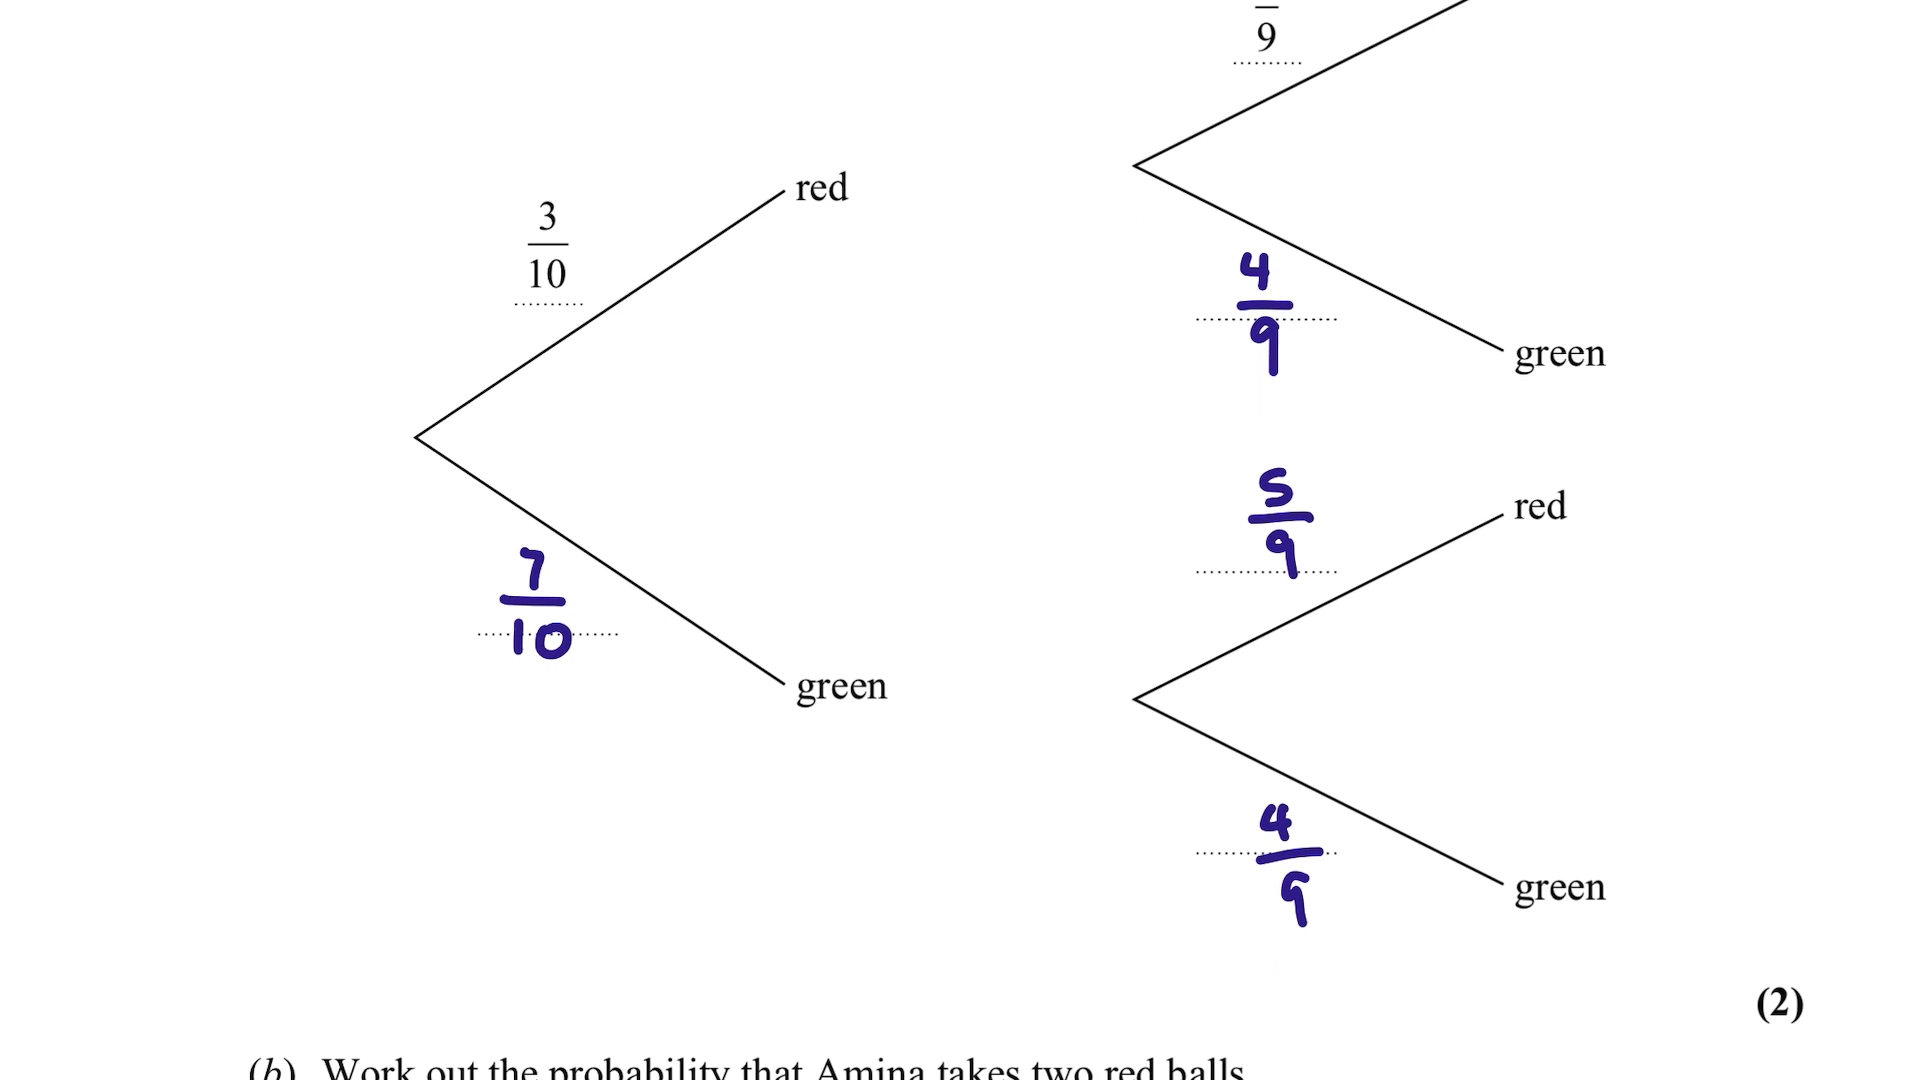 9
red
3
10
4
9
green
5
9
red
7
10
green
4
9
green
(2)
(b) Work out the probability that Amina takes two red balls